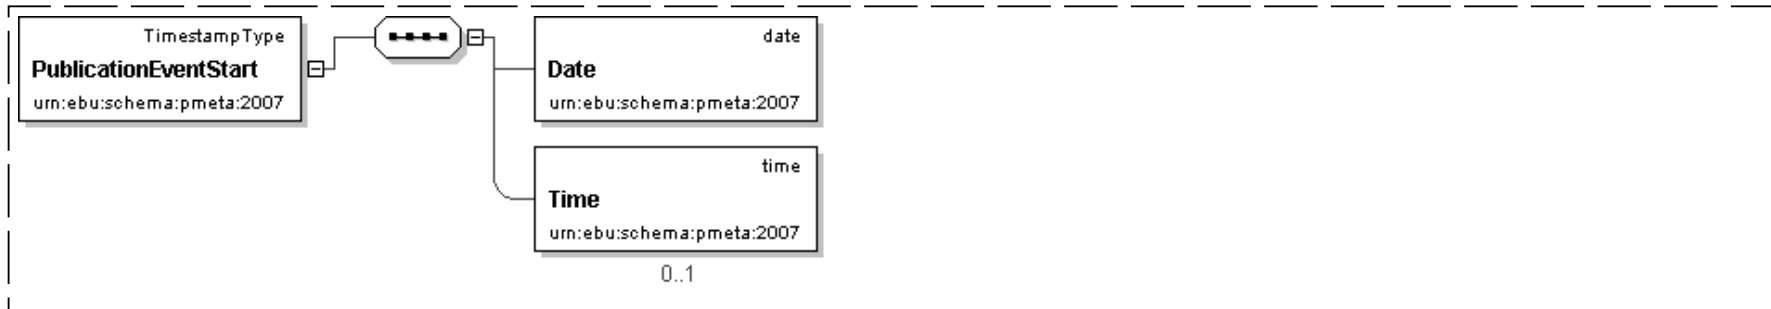 TimestampType
PublicationEventStart
urn:ebu:schema:pmeta:2007
date
Date
urn:ebu:schema:pmeta:2007
time
Time
urn:ebu:schema:pmeta:2007
0..1